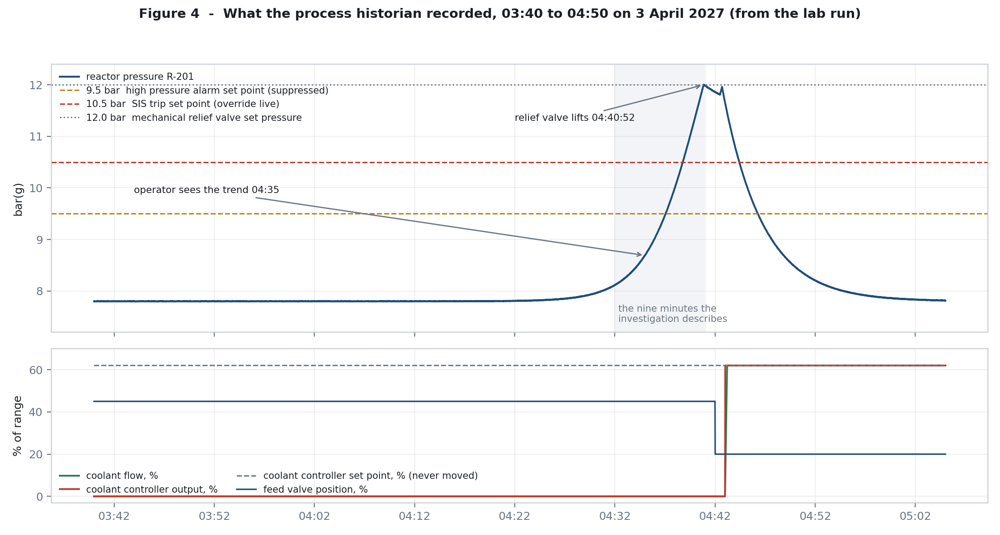 Figure 4  -  What the process historian recorded, 03:40 to 04:50 on 3 April 2027 (from the lab run)
reactor pressure R-201
9.5 bar  high pressure alarm set point (suppressed)
10.5 bar  SIS trip set point (override live)
12.0 bar  mechanical relief valve set pressure
relief valve lifts 04:40:52
operator sees the trend 04:35
the nine minutes the
investigation describes
bar(g)
12
11
10
9
8
% of range
60
40
20
0
coolant flow, %
coolant controller output, %
coolant controller set point, % (never moved)
feed valve position, %
03:42
03:52
04:02
04:12
04:22
04:32
04:42
04:52
05:02